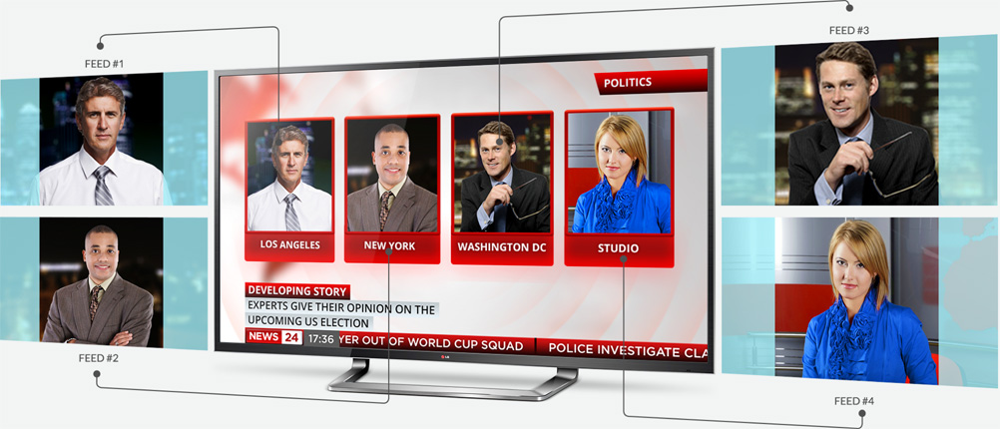 FEED #1
FEED #3
POLITICS
LOS ANGELES
NEW YORK
WASHINGTON DC
STUDIO
DEVELOPING STORY
EXPERTS GIVE THEIR OPINION ON THE
UPCOMING US ELECTION
NEWS 24 17:36 YER OUT OF WORLD CUP SQUAD POLICE INVESTIGATE CLA
LG
FEED #2
FEED #4